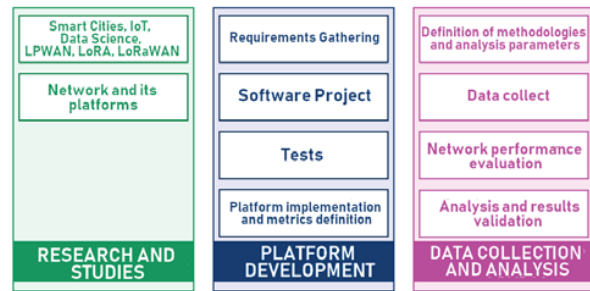 Smart Cities, IoT,
Data Science,
LPWAN, LoRA, LoRaWAN
Network and its
platforms
RESEARCH AND
STUDIES
Requirements Gathering
Software Project
Tests
Platform implementation
and metrics definition
PLATFORM
DEVELOPMENT
Definition of methodologies
and analysis parameters
Data collect
Network performance
evaluation
Analysis and results
validation
DATA COLLECTION
AND ANALYSIS